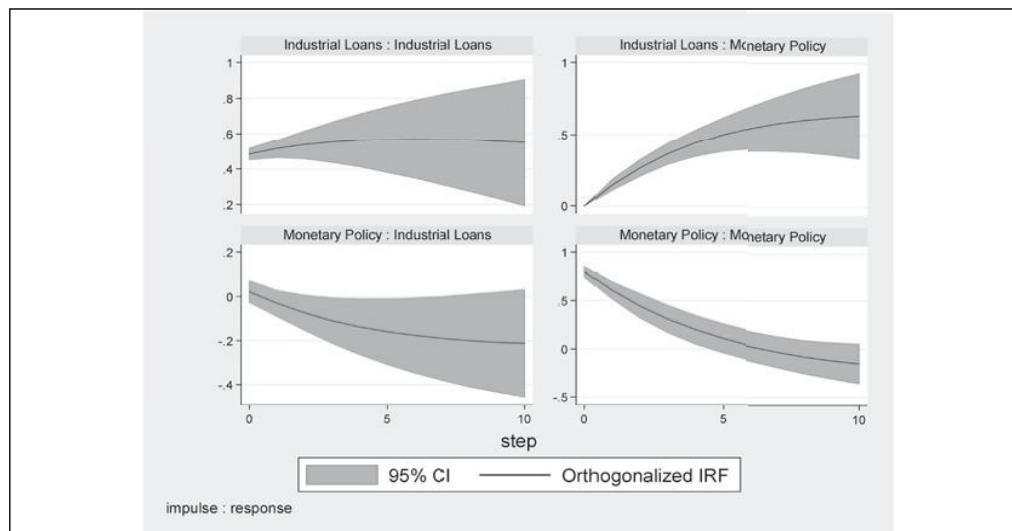 Industrial Loans : Industrial Loans
Industrial Loans : Monetary Policy
1
.8
.6
.4
.2
1
.5
0
Monetary Policy : Industrial Loans
Monetary Policy : Monetary Policy
.2
0
-.2
-.4
1
.5
0
-.5
0 5 10
0 5 10
step
95% CI Orthogonalized IRF
impulse : response